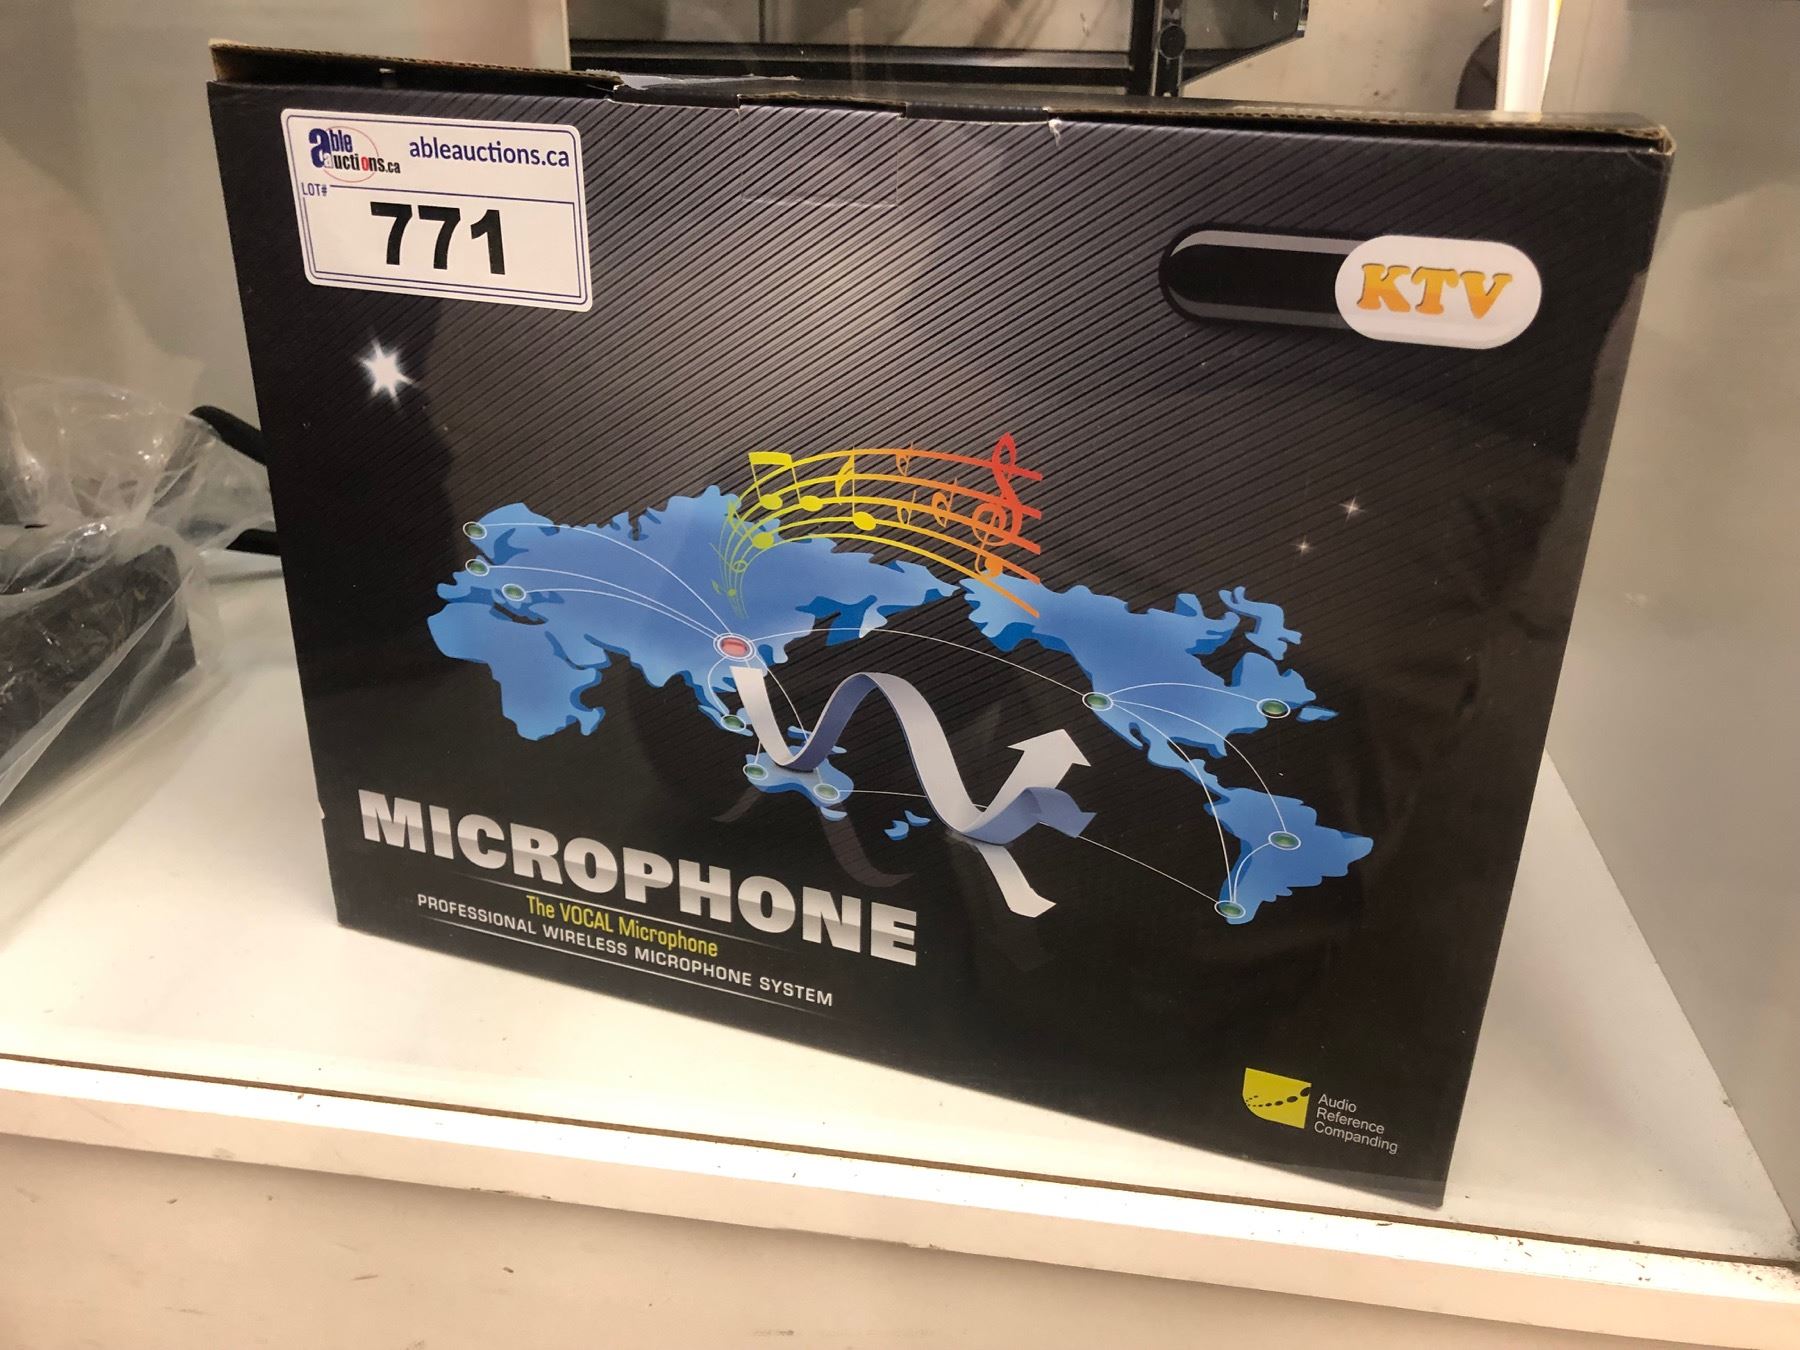 able auctions.ca
ableauctions.ca
LOT#
771
KTV
MICROPHONE
The VOCAL Microphone
PROFESSIONAL WIRELESS MICROPHONE SYSTEM
Audio
Reference
Companding